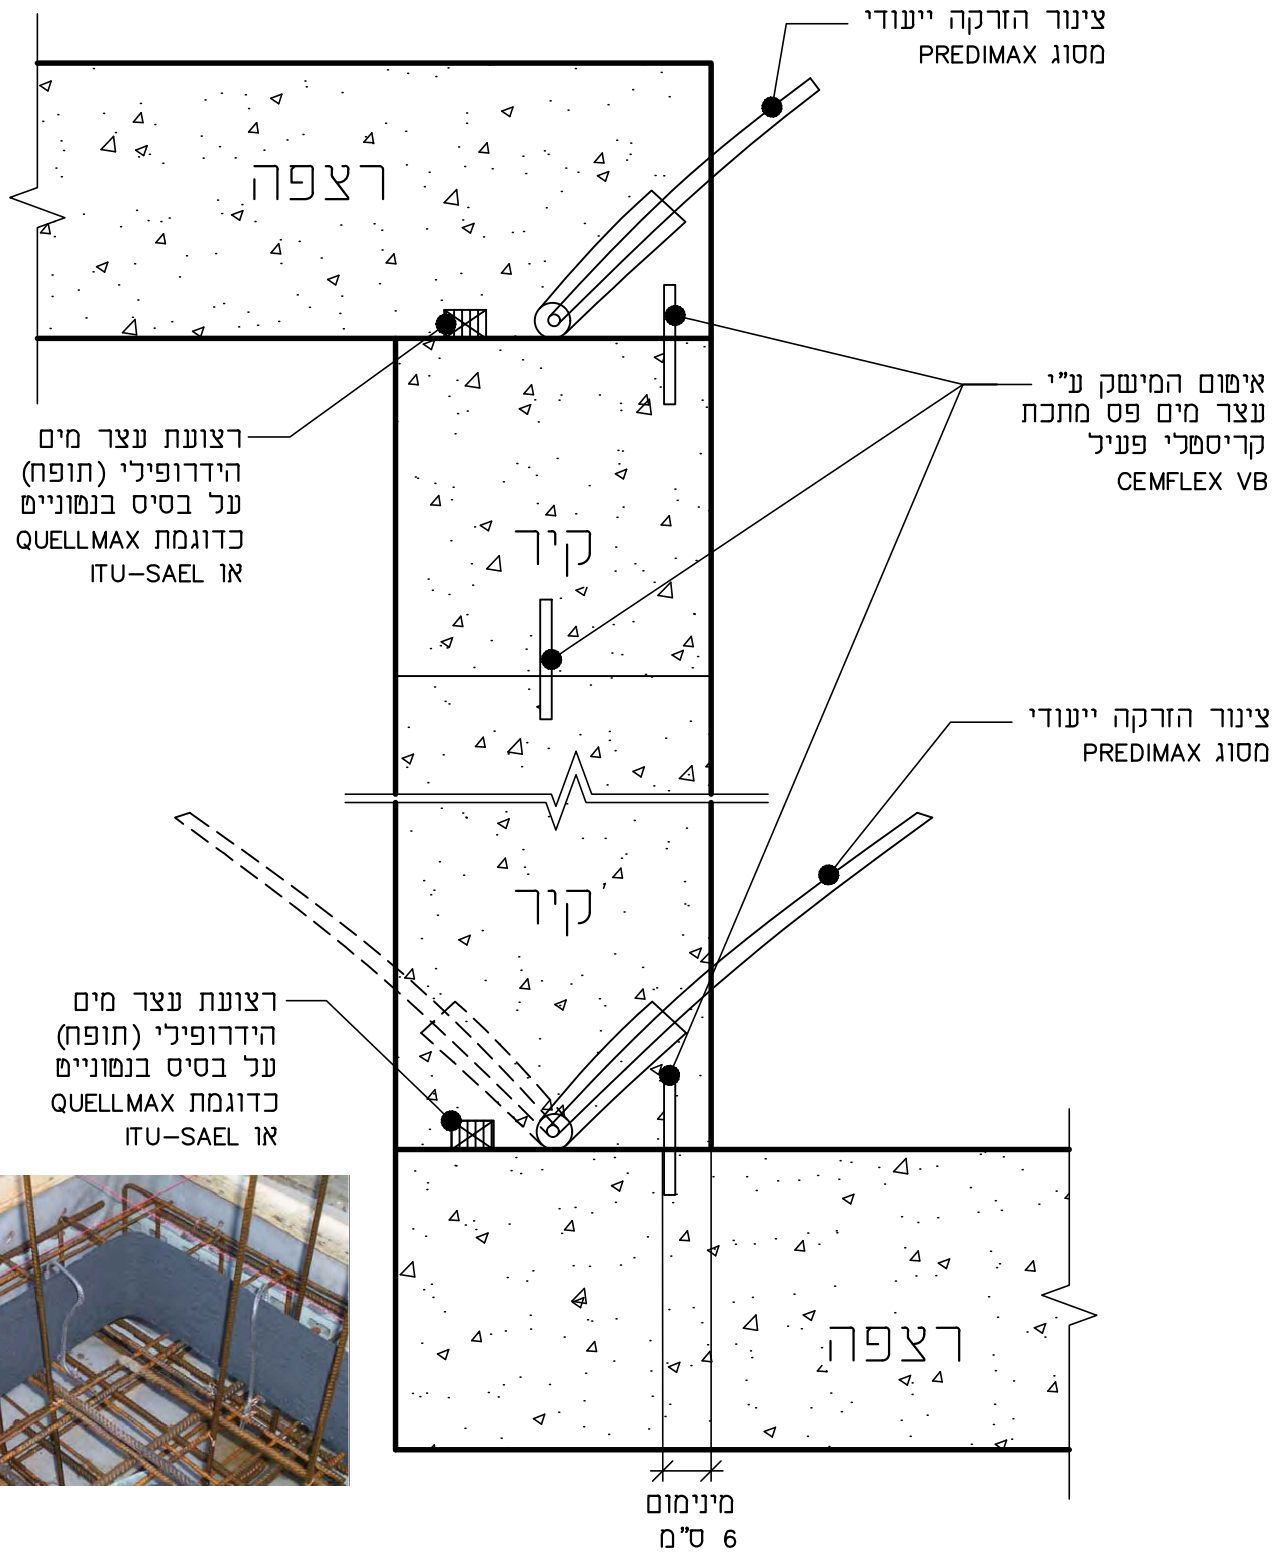 צינור הזרקה ייעודי
מסוג PREDIMAX
רצפה
איטום המישק ע"י
עצר מים פס מתכת
קריסטלי פעיל
CEMFLEX VB
רצועת עצר מים
הידרופילי (תופח)
על בסיס בנטונייט
כדוגמת QUELLMAX
או ITU-SAEL
קיר
צינור הזרקה ייעודי
מסוג PREDIMAX
קיר
רצועת עצר מים
הידרופילי (תופח)
על בסיס בנטונייט
כדוגמת QUELLMAX
או ITU-SAEL
רצפה
מינימום
6 ס"מ